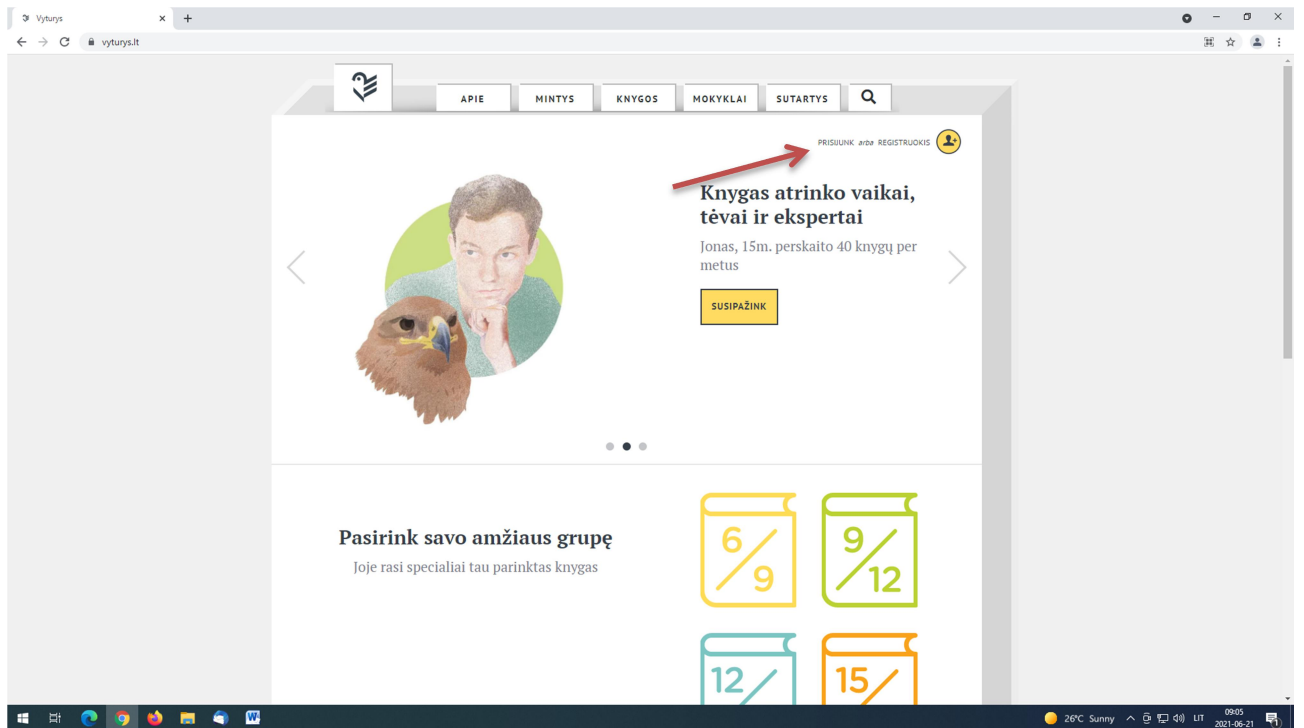 Vyturys
vyturys.lt
APIE MINTYS KNYGOS MOKYKLAI SUTARTYS
PRISIJUNK arba REGISTRUOKIS
Knygas atrinko vaikai,
tėvai ir ekspertai
Jonas, 15m. perskaito 40 knygų per
metus
SUSIPAŽINK
Pasirink savo amžiaus grupę
Joje rasi specialiai tau parinktas knygas
6/9 9/12
12/ 15/
26°C Sunny LIT 09:05
2021-06-21